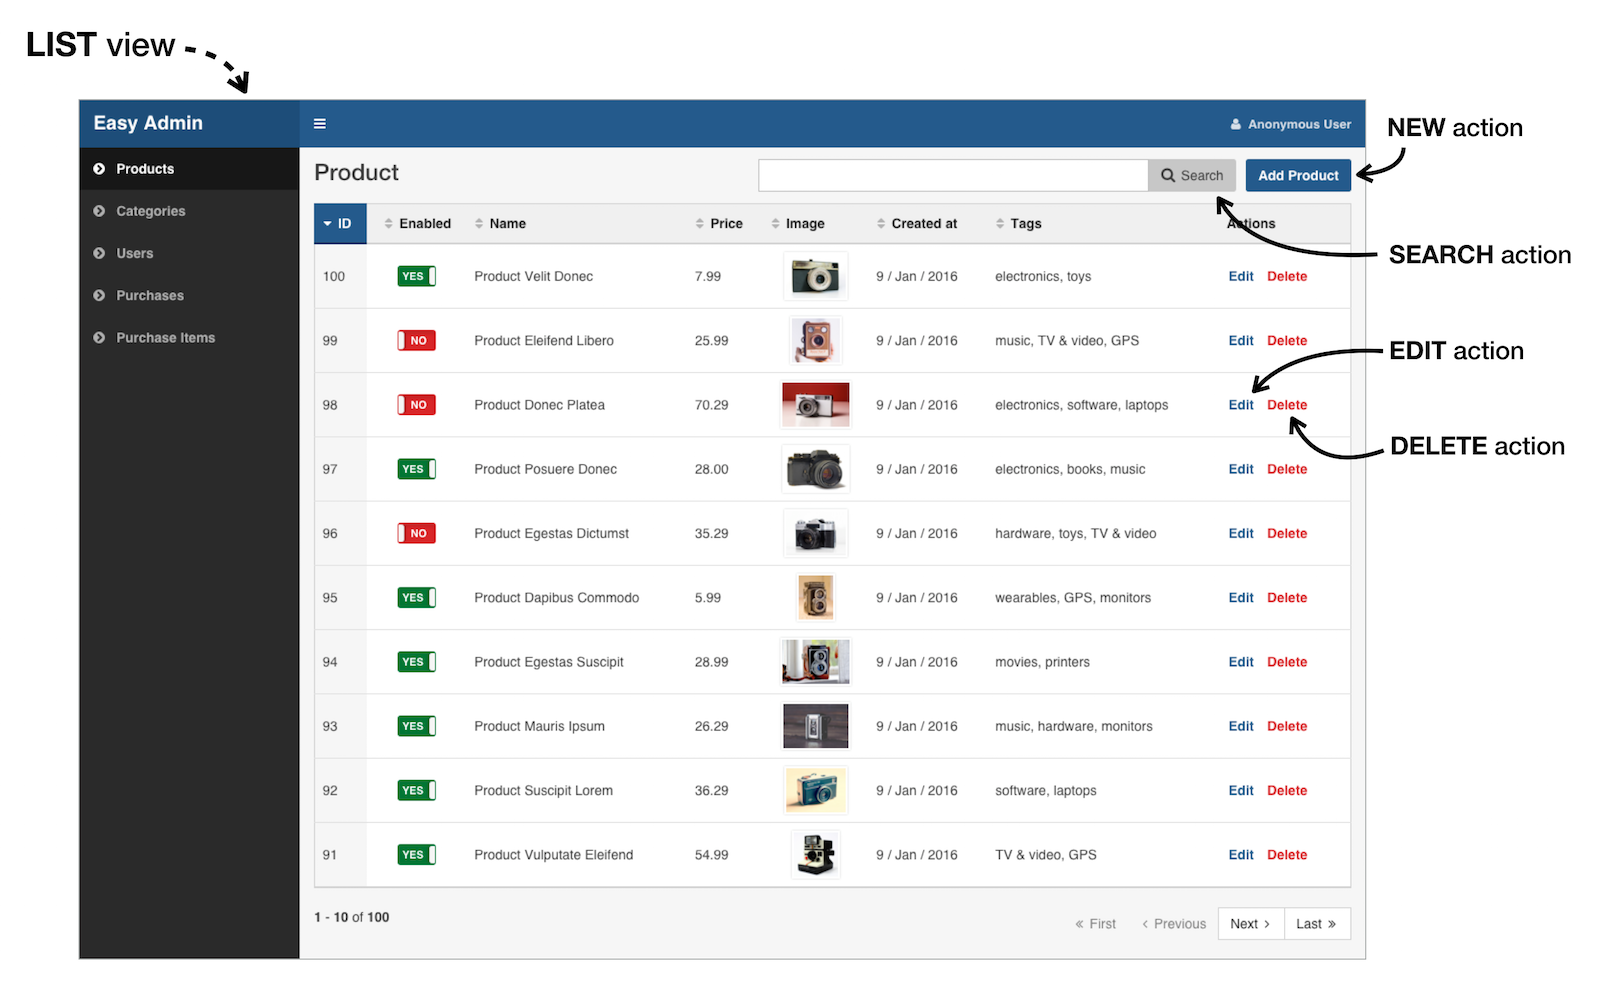 LIST view
Easy Admin
Anonymous User
NEW action
Products
Categories
Users
Purchases
Purchase Items
Product
Search
Add Product
SEARCH action
ID Enabled Name Price Image Created at Tags Actions
100 YES Product Velit Donec 7.99 9 / Jan / 2016 electronics, toys Edit Delete
99 NO Product Eleifend Libero 25.99 9 / Jan / 2016 music, TV & video, GPS Edit Delete
EDIT action
98 NO Product Donec Platea 70.29 9 / Jan / 2016 electronics, software, laptops Edit Delete
DELETE action
97 YES Product Posuere Donec 28.00 9 / Jan / 2016 electronics, books, music Edit Delete
96 NO Product Egestas Dictumst 35.29 9 / Jan / 2016 hardware, toys, TV & video Edit Delete
95 YES Product Dapibus Commodo 5.99 9 / Jan / 2016 wearables, GPS, monitors Edit Delete
94 YES Product Egestas Suscipit 28.99 9 / Jan / 2016 movies, printers Edit Delete
93 YES Product Mauris Ipsum 26.29 9 / Jan / 2016 music, hardware, monitors Edit Delete
92 YES Product Suscipit Lorem 36.29 9 / Jan / 2016 software, laptops Edit Delete
91 YES Product Vulputate Eleifend 54.99 9 / Jan / 2016 TV & video, GPS Edit Delete
1 - 10 of 100
« First ‹ Previous Next › Last »